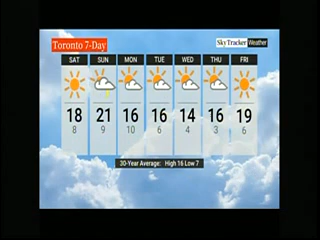 Toronto 7-Day
SkyTracker Weather
SAT SUN MON TUE WED THU FRI
18 21 16 16 14 16 19
8 9 10 6 4 3 6
30-Year Average: High 16 Low 7